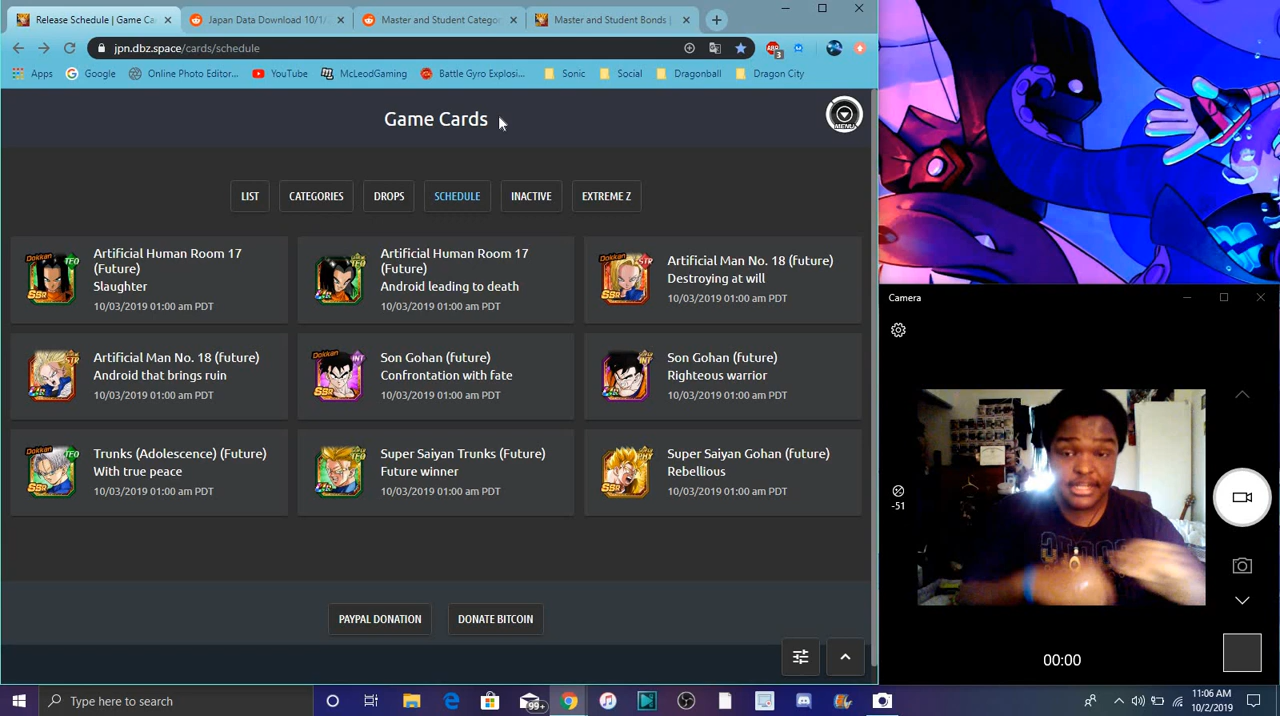 Release Schedule | Game Ca
Japan Data Download 10/1/
Master and Student Categor
Master and Student Bonds |
jpn.dbz.space/cards/schedule
3
Apps
Google
Online Photo Editor...
YouTube
McLeodGaming
Battle Gyro Explosi...
Sonic
Social
Dragonball
Dragon City
Game Cards
MENU
LIST
CATEGORIES
DROPS
SCHEDULE
INACTIVE
EXTREME Z
Artificial Human Room 17
(Future)
Slaughter
10/03/2019 01:00 am PDT
Artificial Human Room 17
(Future)
Android leading to death
10/03/2019 01:00 am PDT
Artificial Man No. 18 (future)
Destroying at will
10/03/2019 01:00 am PDT
Artificial Man No. 18 (future)
Android that brings ruin
10/03/2019 01:00 am PDT
Son Gohan (future)
Confrontation with fate
10/03/2019 01:00 am PDT
Son Gohan (future)
Righteous warrior
10/03/2019 01:00 am PDT
Trunks (Adolescence) (Future)
With true peace
10/03/2019 01:00 am PDT
Super Saiyan Trunks (Future)
Future winner
10/03/2019 01:00 am PDT
Super Saiyan Gohan (Future)
Rebellious
10/03/2019 01:00 am PDT
PAYPAL DONATION
DONATE BITCOIN
Camera
-51
00:00
Type here to search
99+
11:06 AM
10/2/2019